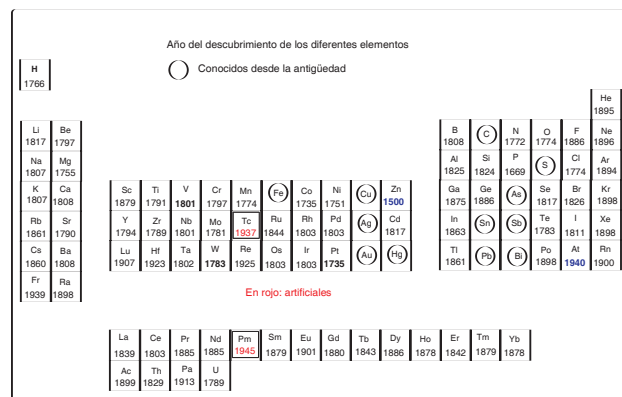 Año del descubrimiento de los diferentes elementos
Conocidos desde la antigüedad
H
1766
He
1895
Li Be B C N O F Ne
1817 1797 1808 1772 1774 1886 1896
Na Mg Al Si P S Cl Ar
1807 1755 1825 1824 1669 1774 1894
K Ca Sc Ti V Cr Mn Fe Co Ni Cu Zn Ga Ge As Se Br Kr
1807 1808 1879 1791 1801 1797 1774 1735 1751 1500 1875 1886 1817 1826 1898
Rb Sr Y Zr Nb Mo Tc Ru Rh Pd Ag Cd In Sn Sb Te I Xe
1861 1790 1794 1789 1801 1781 1937 1844 1803 1803 1817 1863 1783 1811 1898
Cs Ba Lu Hf Ta W Re Os Ir Pt Au Hg Tl Pb Bi Po At Rn
1860 1808 1907 1923 1802 1783 1925 1803 1803 1735 1861 1898 1940 1900
Fr Ra
1939 1898
En rojo: artificiales
La Ce Pr Nd Pm Sm Eu Gd Tb Dy Ho Er Tm Yb
1839 1803 1885 1885 1945 1879 1901 1880 1843 1886 1878 1842 1879 1878
Ac Th Pa U
1899 1829 1913 1789